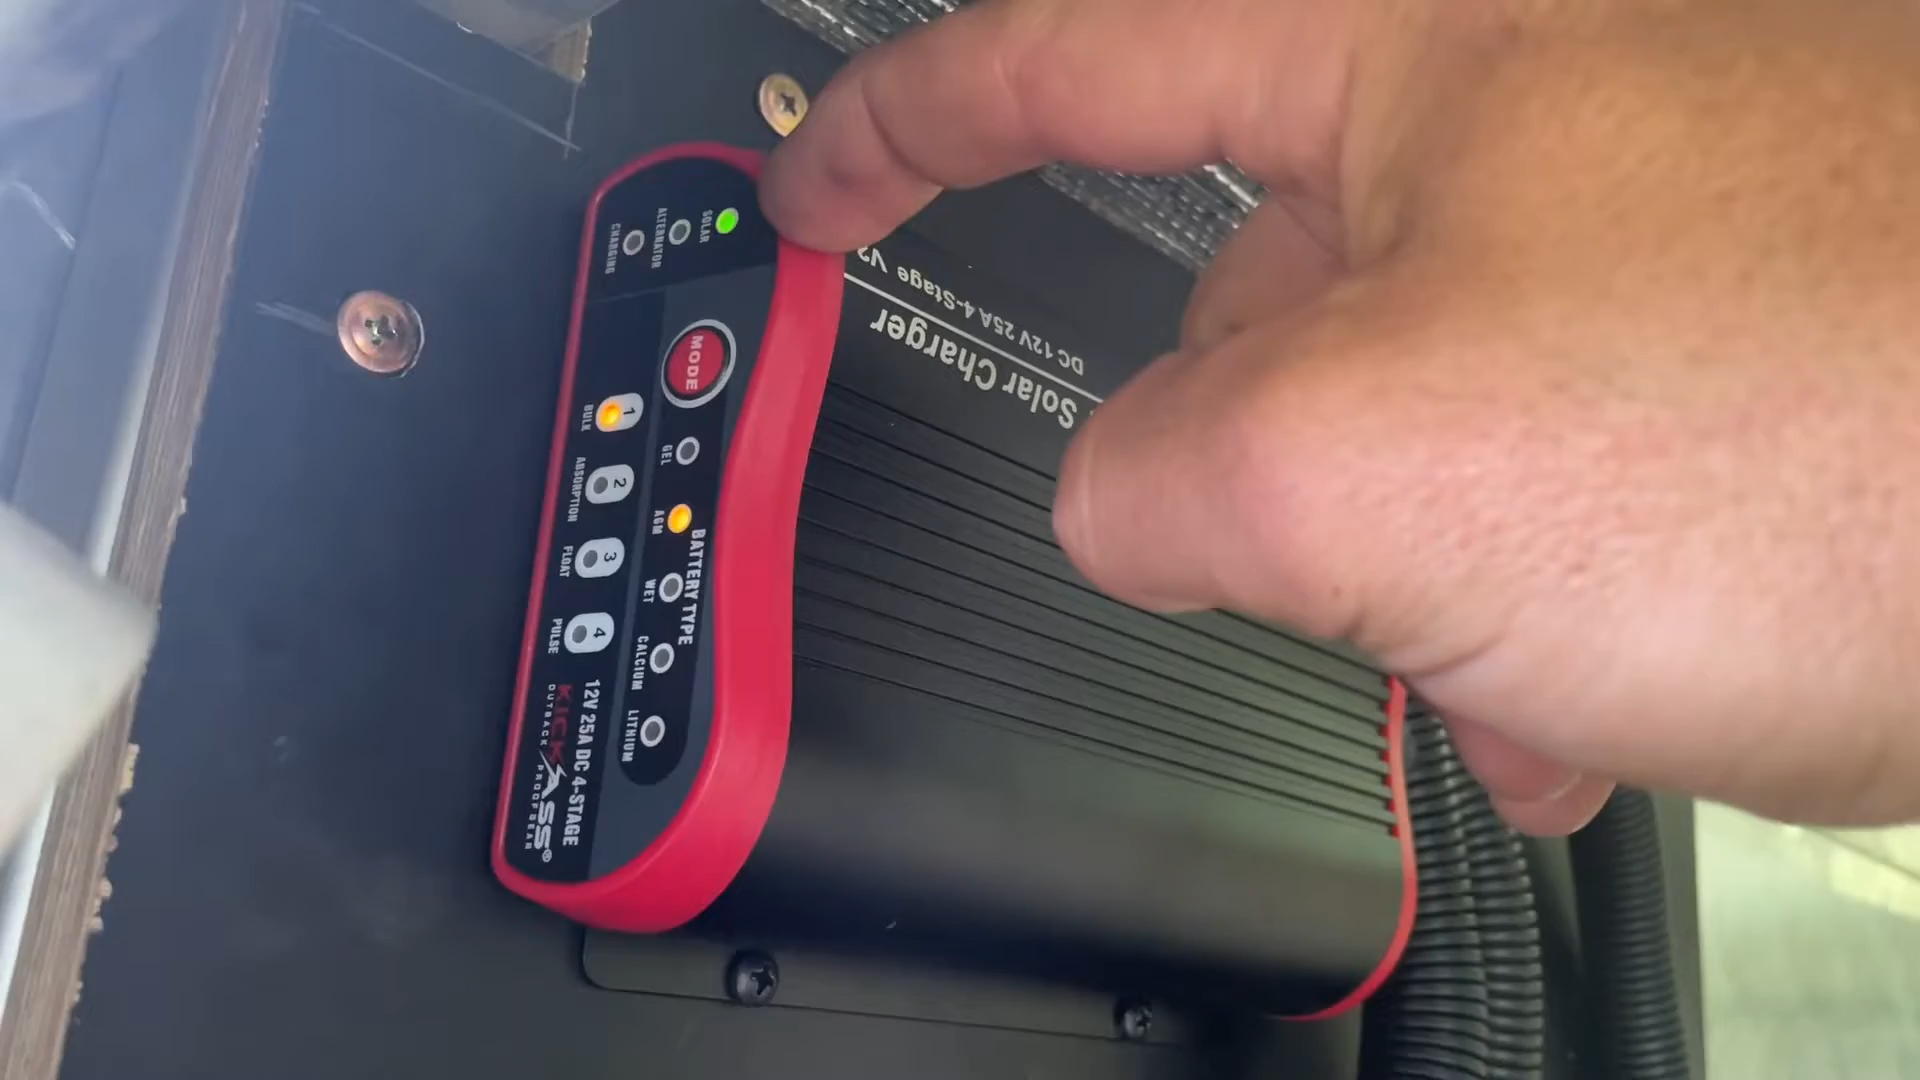 SOLAR
ALTERNATOR
CHARGING
MODE
GEL
AGM
WET
CALCIUM
LITHIUM
BATTERY TYPE
1
BULK
2
ABSORPTION
3
FLOAT
4
PULSE
12V 25A DC 4-STAGE
KICKASS®
OUTBACK PROOF GEAR
Solar Charger
DC 12V 25A 4-Stage